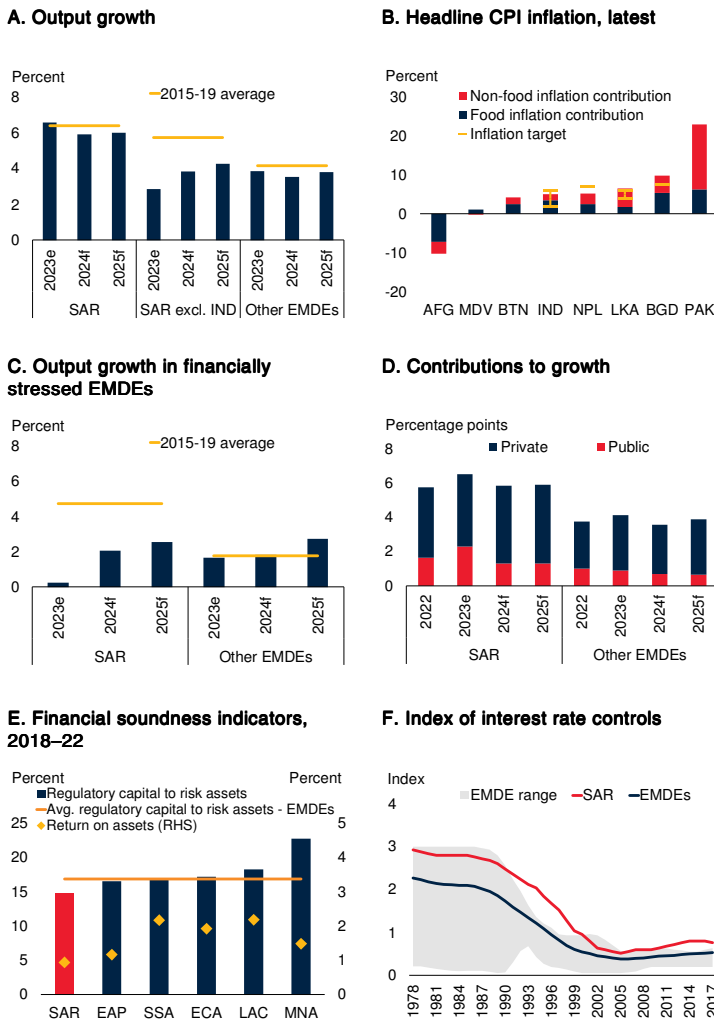 A. Output growth
Percent
2015-19 average
8
6
4
2
0
2023e
2024f
2025f
2023e
2024f
2025f
2023e
2024f
2025f
SAR
SAR excl. IND
Other EMDEs
B. Headline CPI inflation, latest
Percent
Non-food inflation contribution
Food inflation contribution
Inflation target
30
20
10
0
-10
-20
AFG MDV BTN IND NPL LKA BGD PAK
C. Output growth in financially
stressed EMDEs
Percent
2015-19 average
8
6
4
2
0
2023e
2024f
2025f
2023e
2024f
2025f
SAR
Other EMDEs
D. Contributions to growth
Percentage points
Private
Public
8
6
4
2
0
2022
2023e
2024f
2025f
2022
2023e
2024f
2025f
SAR
Other EMDEs
E. Financial soundness indicators,
2018–22
Percent
Percent
Regulatory capital to risk assets
Avg. regulatory capital to risk assets - EMDEs
Return on assets (RHS)
25
20
15
10
5
0
5
4
3
2
1
0
SAR EAP SSA ECA LAC MNA
F. Index of interest rate controls
Index
EMDE range
SAR
EMDEs
4
3
2
1
0
1978
1981
1984
1987
1990
1993
1996
1999
2002
2005
2008
2011
2014
2017